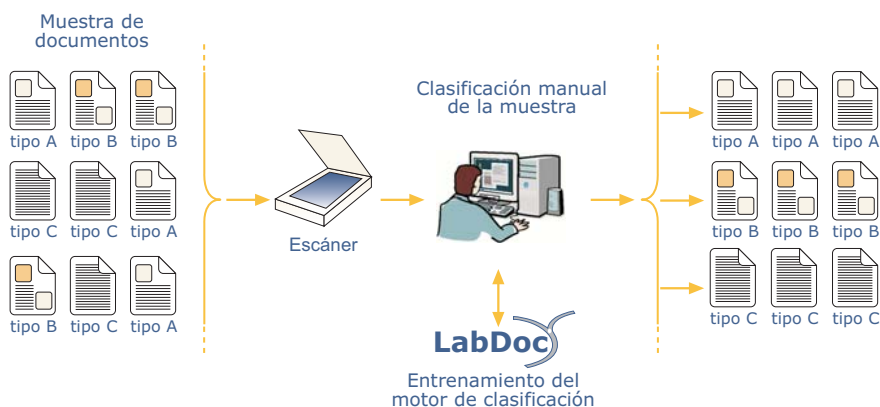 Muestra de
documentos
tipo A
tipo B
tipo B
tipo C
tipo C
tipo A
tipo B
tipo C
tipo A
Escáner
Clasificación manual
de la muestra
LabDoc
Entrenamiento del
motor de clasificación
tipo A
tipo A
tipo A
tipo B
tipo B
tipo B
tipo C
tipo C
tipo C